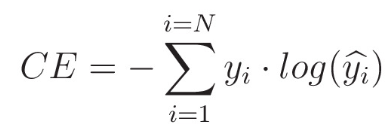 i=N
CE = − ∑ y_i · log(ŷ_i)
i=1